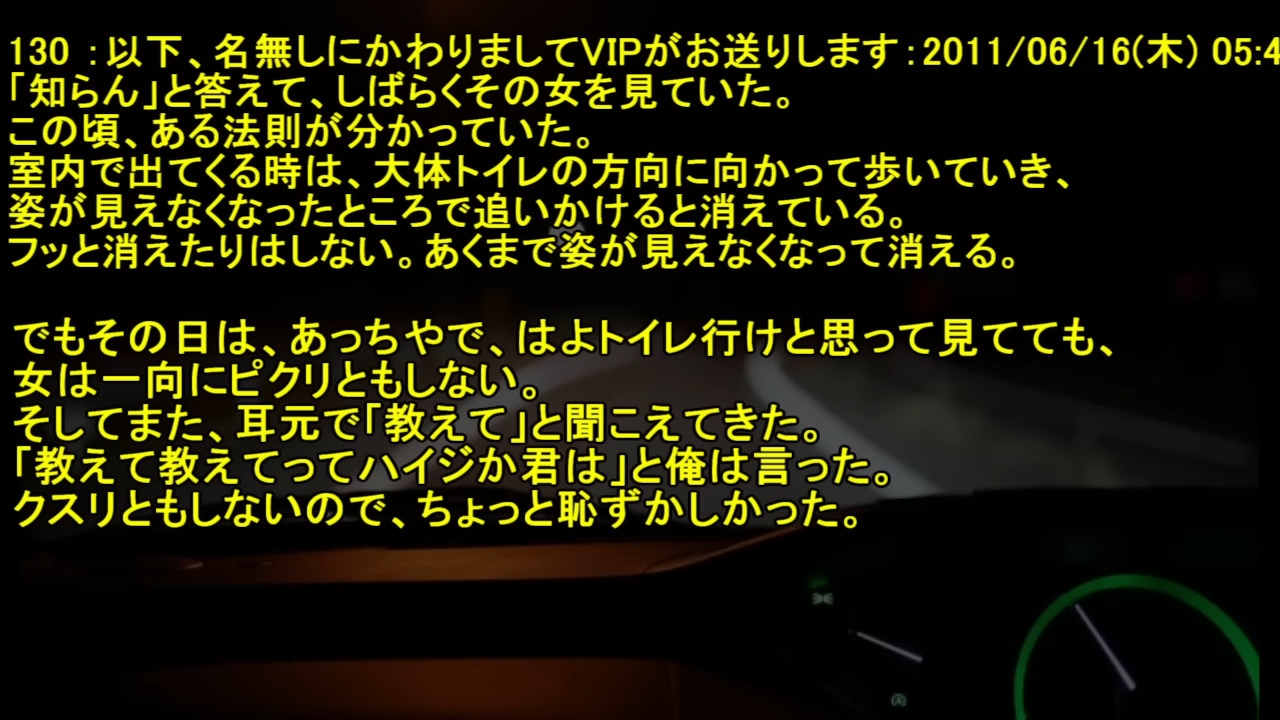 130 ：以下、名無しにかわりましてVIPがお送りします：2011/06/16(木) 05:4
「知らん」と答えて、しばらくその女を見ていた。
この頃、ある法則が分かっていた。
室内で出てくる時は、大体トイレの方向に向かって歩いていき、
姿が見えなくなったところで追いかけると消えている。
フッと消えたりはしない。あくまで姿が見えなくなって消える。
でもその日は、あっちやで、はよトイレ行けと思って見てても、
女は一向にピクリともしない。
そしてまた、耳元で「教えて」と聞こえてきた。
「教えて教えてってハイジか君は」と俺は言った。
クスリともしないので、ちょっと恥ずかしかった。